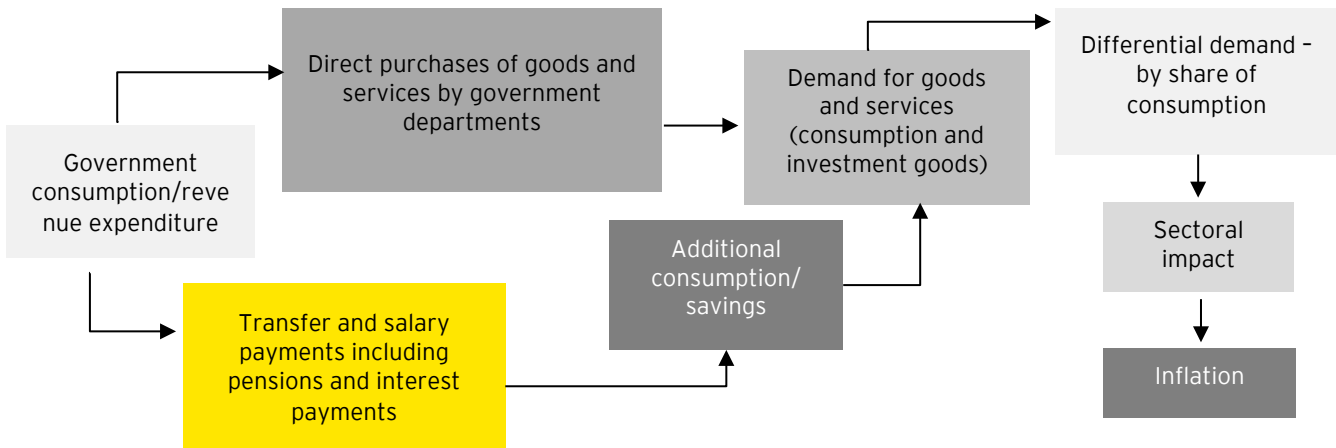 Government
consumption/reve
nue expenditure
Direct purchases of goods and
services by government
departments
Transfer and salary
payments including
pensions and interest
payments
Additional
consumption/
savings
Demand for goods
and services
(consumption and
investment goods)
Differential demand –
by share of
consumption
Sectoral
impact
Inflation